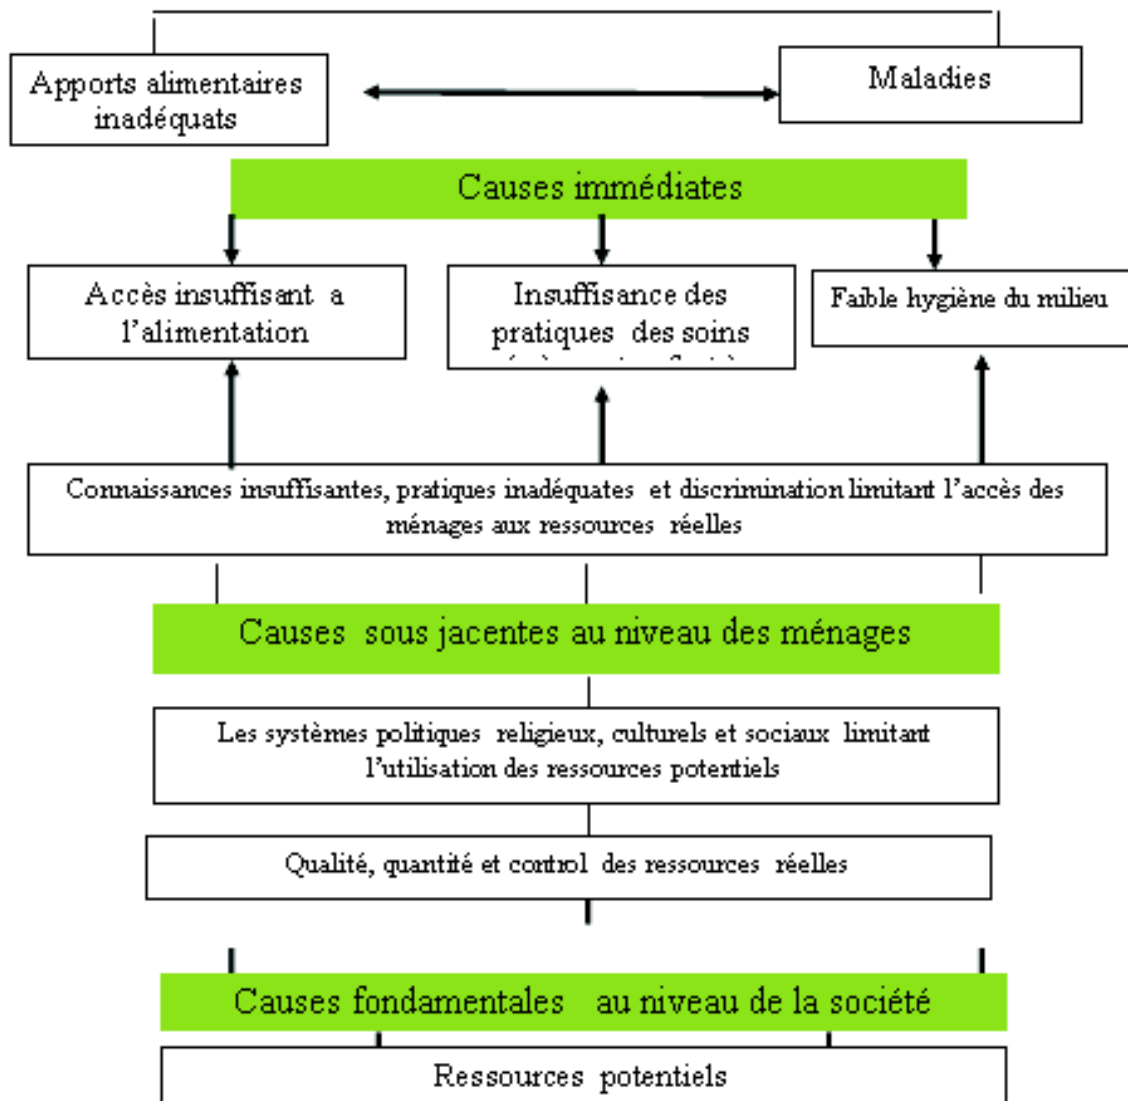 Apports alimentaires
inadéquats
Maladies
Causes immédiates
Accès insuffisant a
l'alimentation
Insuffisance des
pratiques des soins
Faible hygiène du milieu
Connaissances insuffisantes, pratiques inadéquates et discrimination limitant l'accès des
ménages aux ressources réelles
Causes sous jacentes au niveau des ménages
Les systèmes politiques religieux, culturels et sociaux limitant
l'utilisation des ressources potentiels
Qualité, quantité et control des ressources réelles
Causes fondamentales au niveau de la société
Ressources potentiels